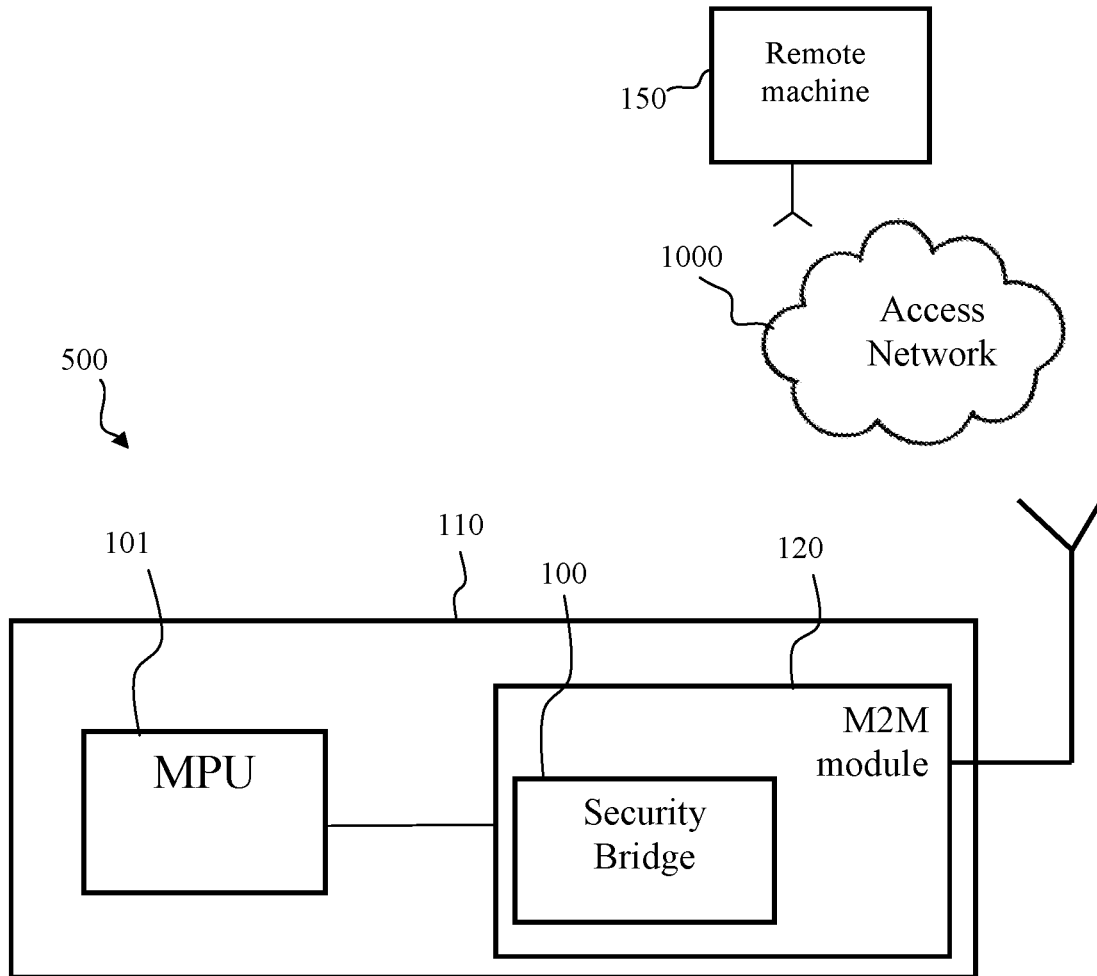 Remote
machine
150
1000
Access
Network
500
110
101
120
100
M2M
module
MPU
Security
Bridge